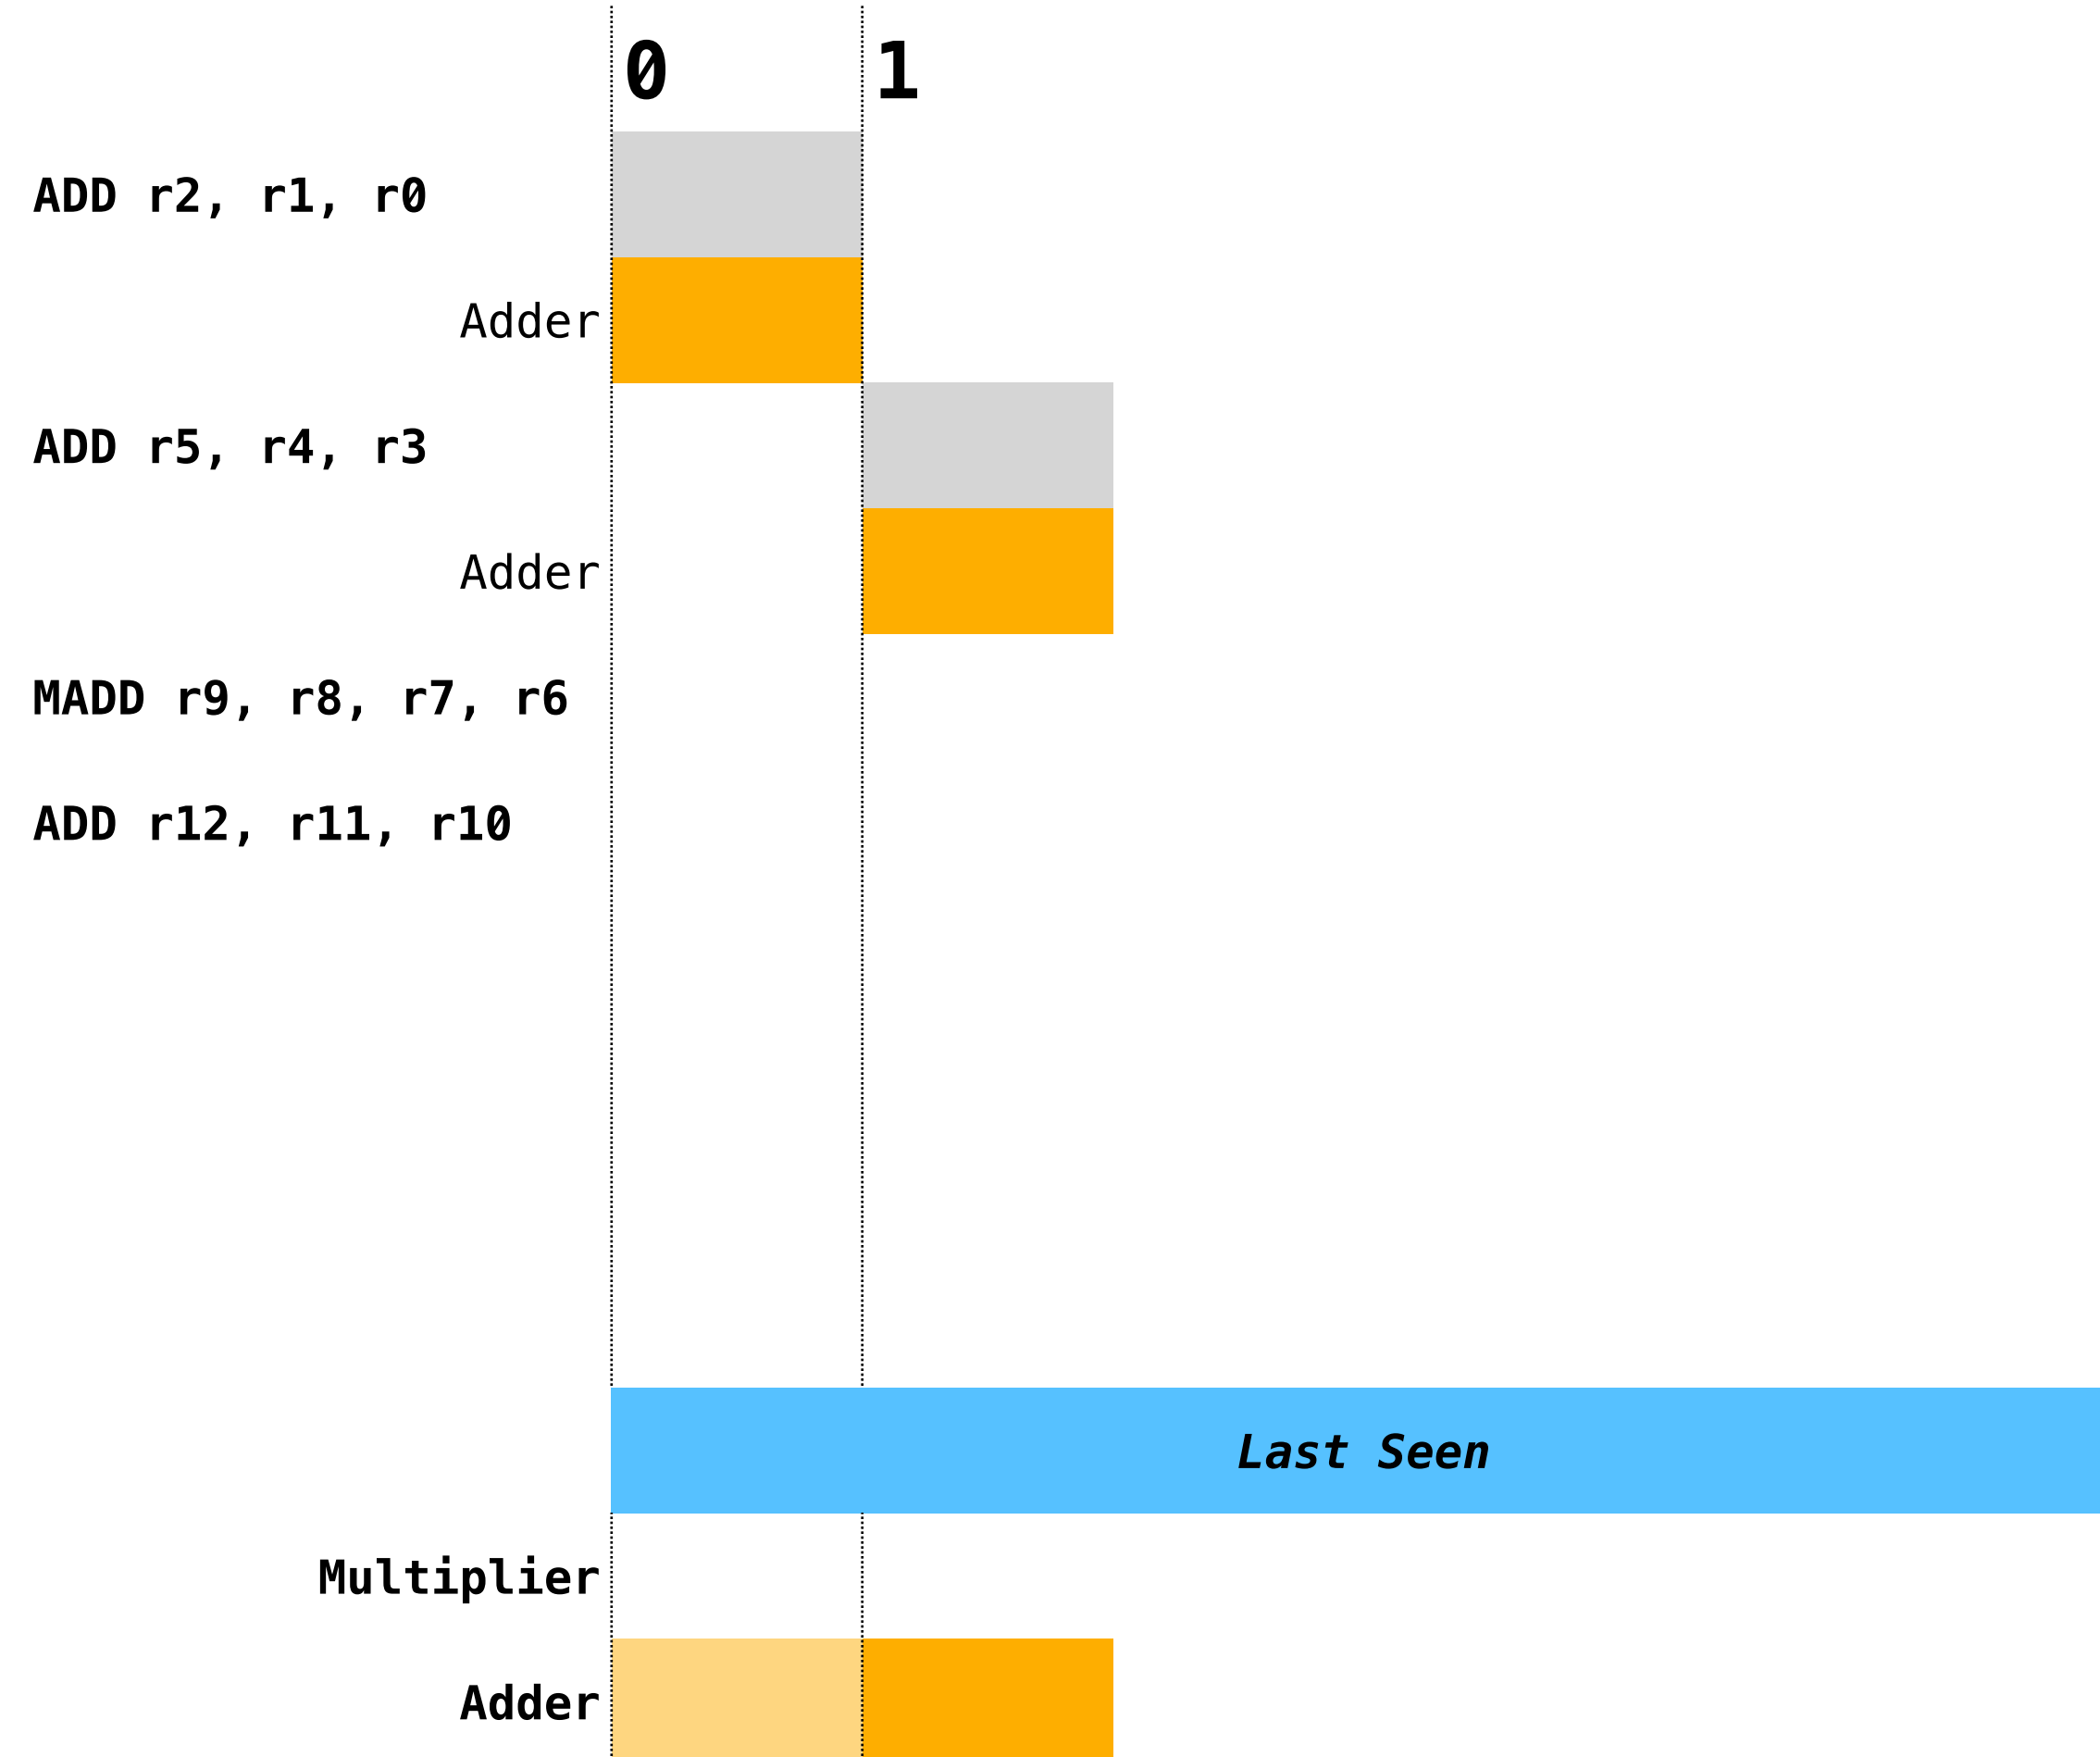 0 1
ADD r2, r1, r0
Adder
ADD r5, r4, r3
Adder
MADD r9, r8, r7, r6
ADD r12, r11, r10
Last Seen
Multiplier
Adder